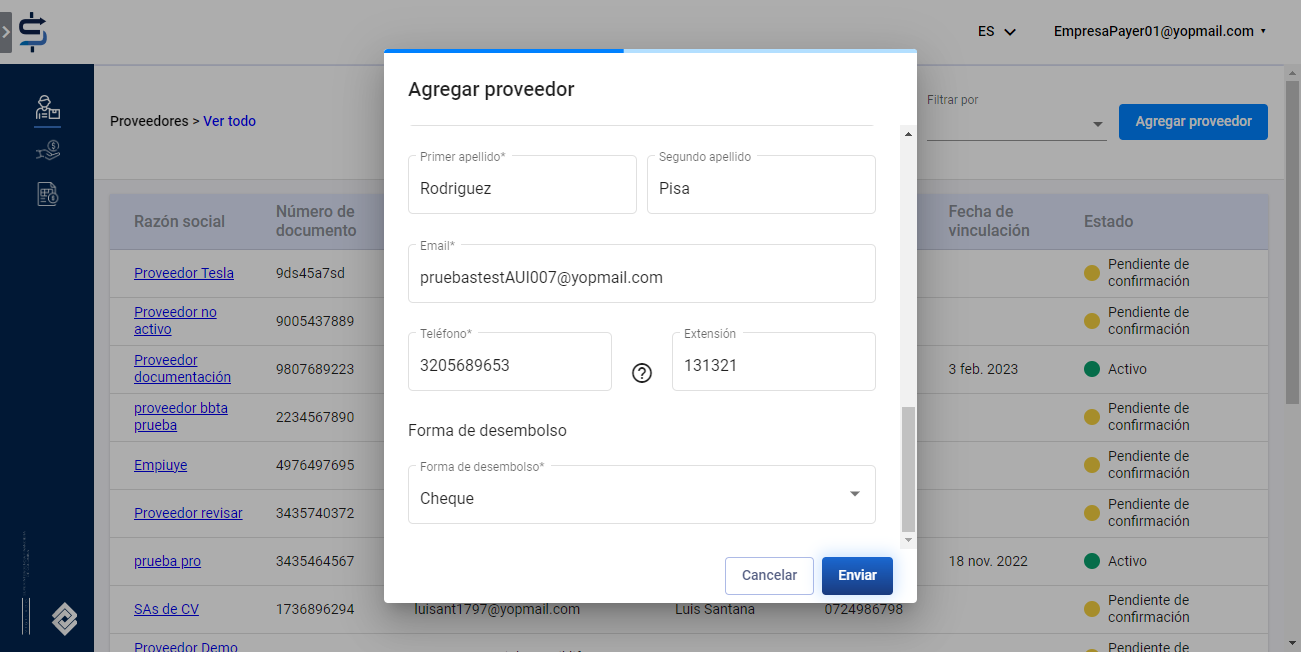 ES
EmpresaPayer01@yopmail.com
Agregar proveedor
Proveedores > Ver todo
Filtrar por
Agregar proveedor
Primer apellido*
Segundo apellido
Rodriguez
Pisa
Email*
pruebastestAUI007@yopmail.com
Teléfono*
Extensión
3205689653
131321
Forma de desembolso
Forma de desembolso*
Cheque
Cancelar
Enviar
Razón social
Número de
documento
Fecha de
vinculación
Estado
Proveedor Tesla
9ds45a7sd
Pendiente de
confirmación
Proveedor no
activo
9005437889
Pendiente de
confirmación
Proveedor
documentación
9807689223
3 feb. 2023
Activo
proveedor bbta
prueba
2234567890
Pendiente de
confirmación
Empiuye
4976497695
Pendiente de
confirmación
Proveedor revisar
3435740372
Pendiente de
confirmación
prueba pro
3435464567
18 nov. 2022
Activo
SAs de CV
1736896294
luisant1797@yopmail.com
Luis Santana
0724986798
Pendiente de
confirmación
Proveedor Demo
Pendiente de